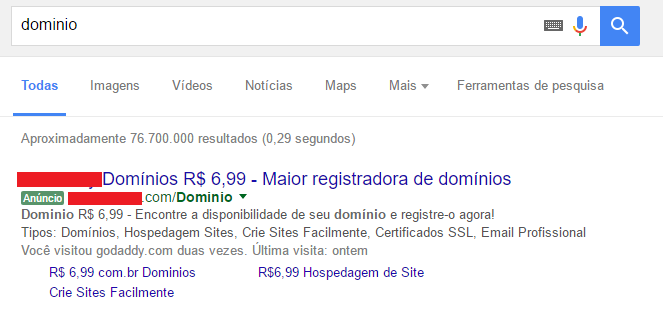 dominio
Todas Imagens Vídeos Notícias Maps Mais Ferramentas de pesquisa
Aproximadamente 76.700.000 resultados (0,29 segundos)
Domínios R$ 6,99 - Maior registradora de domínios
Anúncio .com/Dominio
Dominio R$ 6,99 - Encontre a disponibilidade de seu domínio e registre-o agora!
Tipos: Domínios, Hospedagem Sites, Crie Sites Facilmente, Certificados SSL, Email Profissional
Você visitou godaddy.com duas vezes. Última visita: ontem
R$ 6,99 com.br Dominios R$6,99 Hospedagem de Site
Crie Sites Facilmente